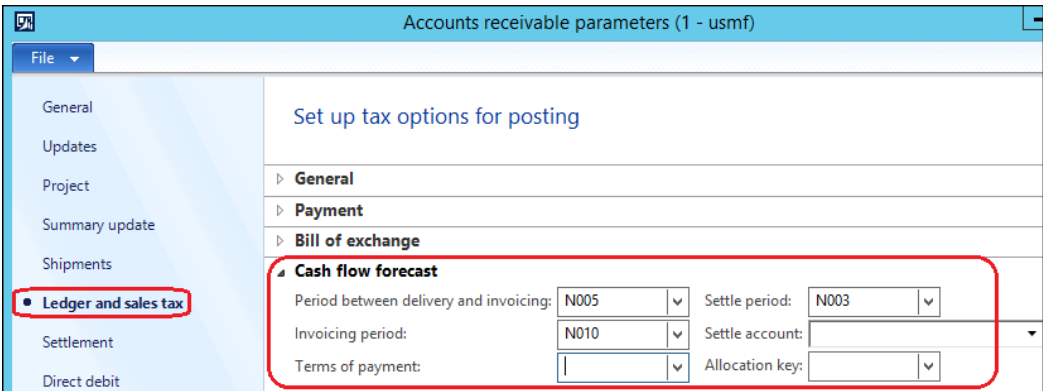 Accounts receivable parameters (1 - usmf)
File
General
Updates
Project
Summary update
Shipments
Ledger and sales tax
Settlement
Direct debit
Set up tax options for posting
General
Payment
Bill of exchange
Cash flow forecast
Period between delivery and invoicing: N005 Settle period: N003
Invoicing period: N010 Settle account:
Terms of payment: Allocation key: